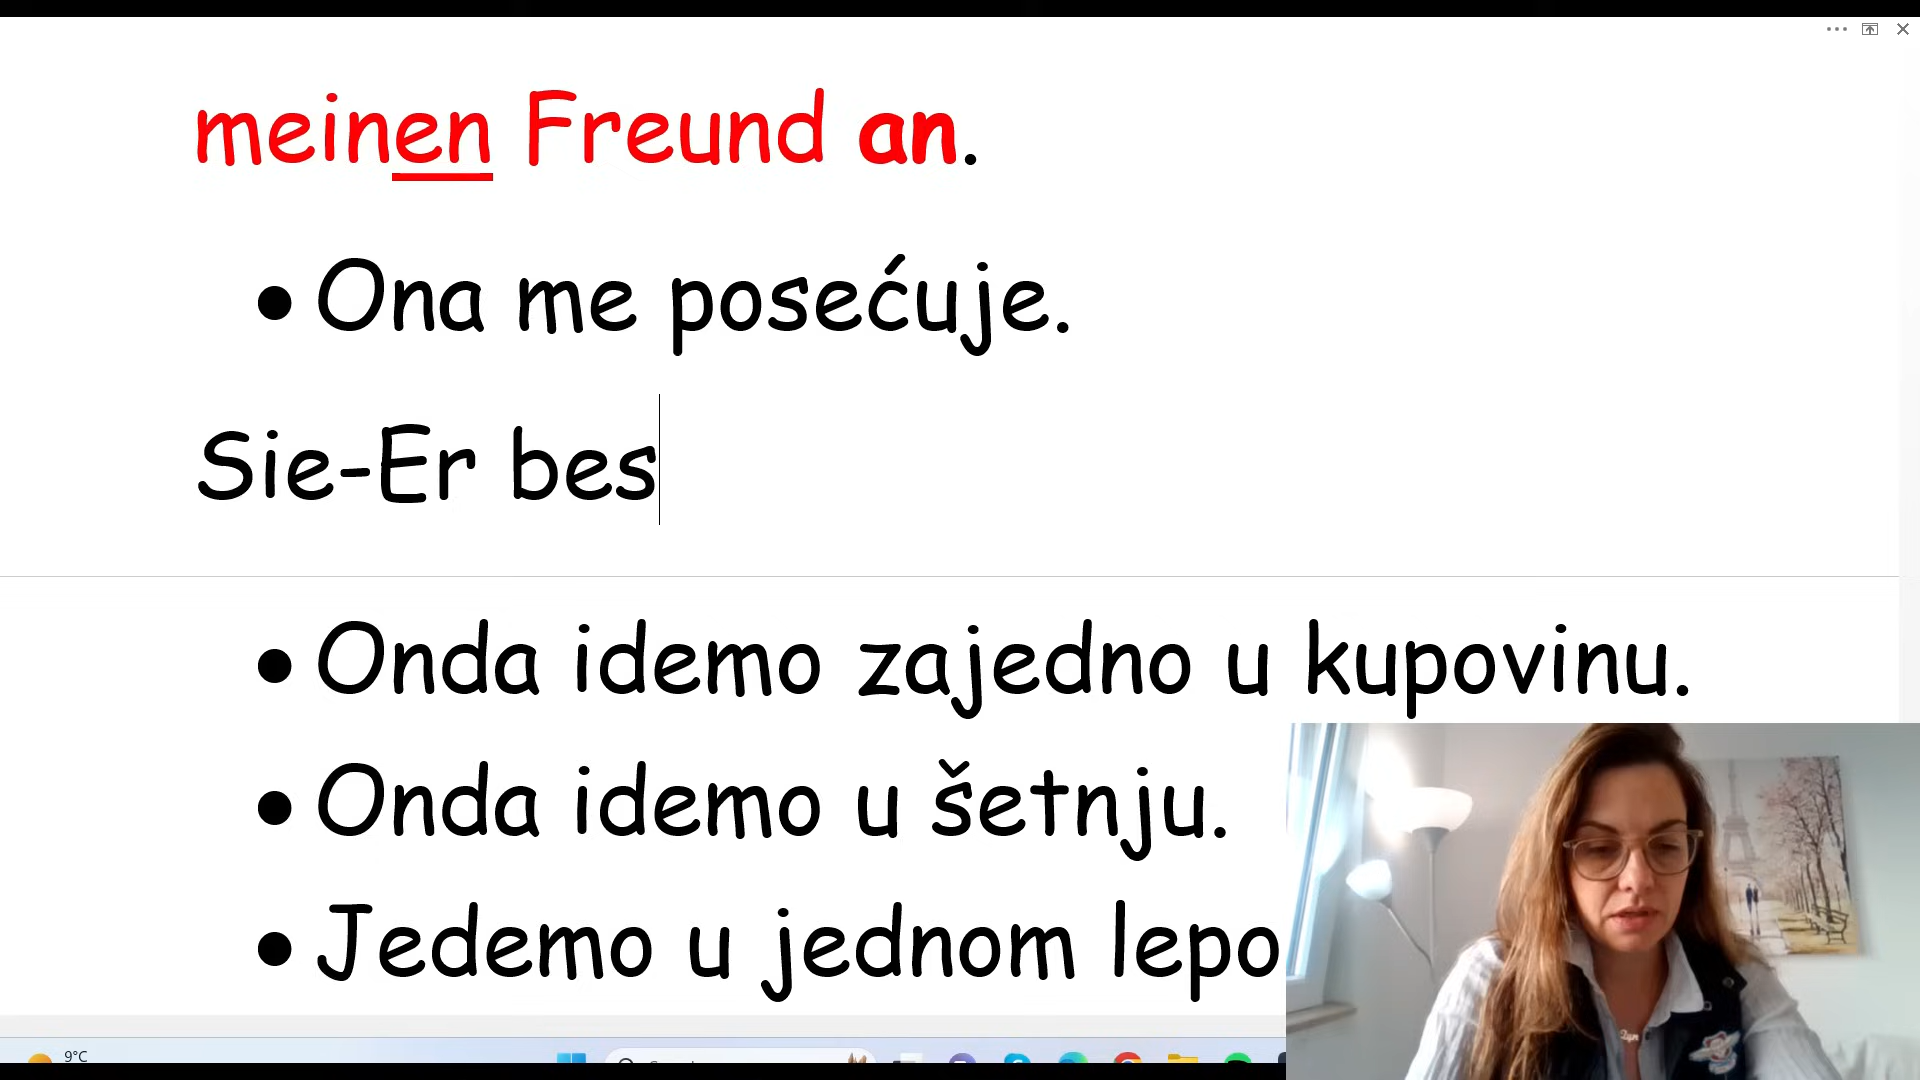 meinen Freund an.
• Ona me posećuje.
Sie-Er bes
• Onda idemo zajedno u kupovinu.
• Onda idemo u šetnju.
• Jedemo u jednom lepo
9°C